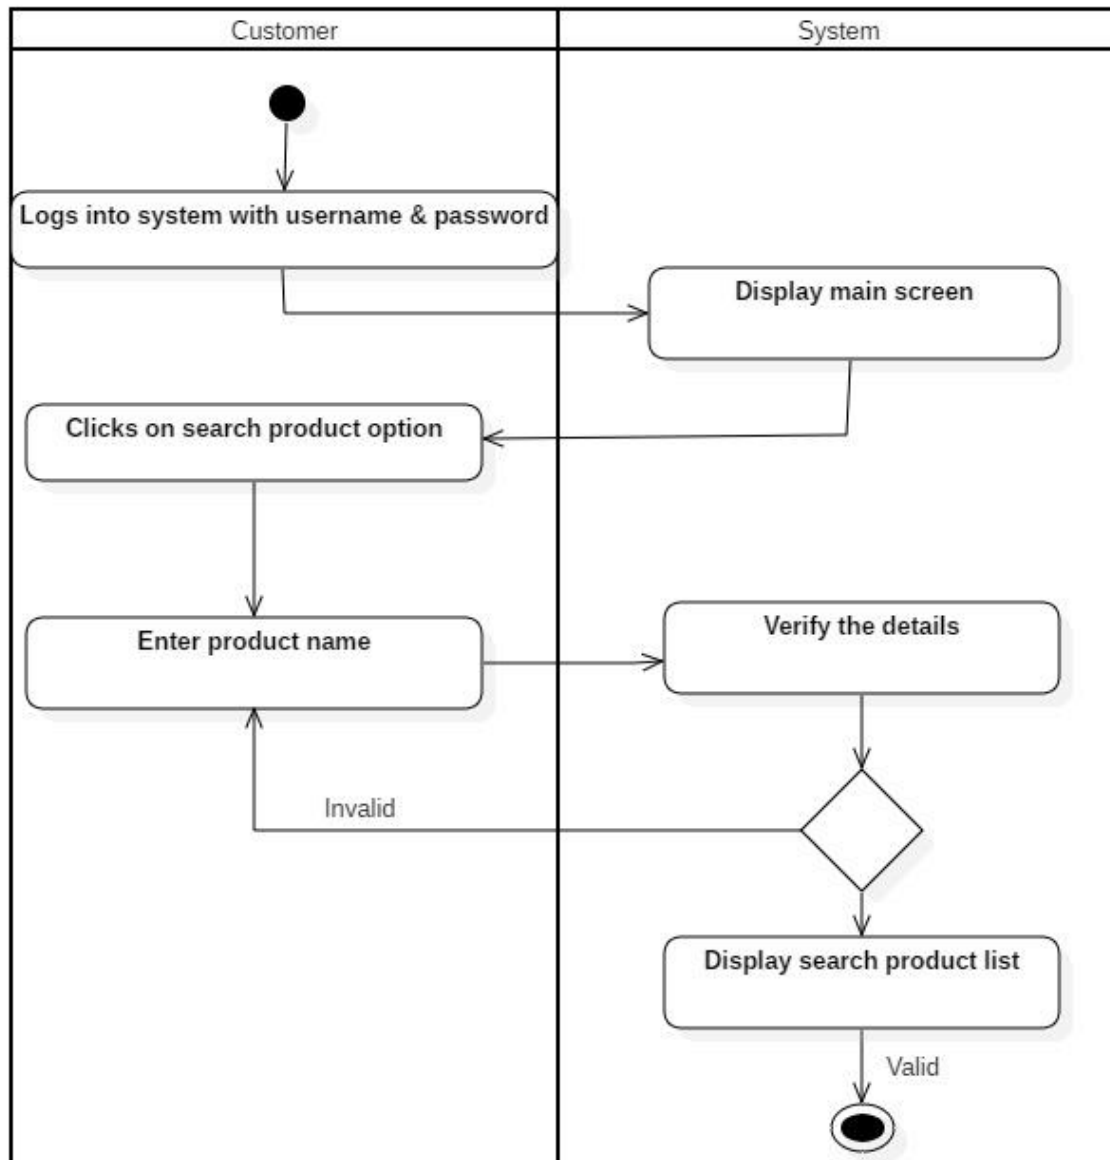 Customer
System
Logs into system with username & password
Display main screen
Clicks on search product option
Enter product name
Verify the details
Invalid
Display search product list
Valid